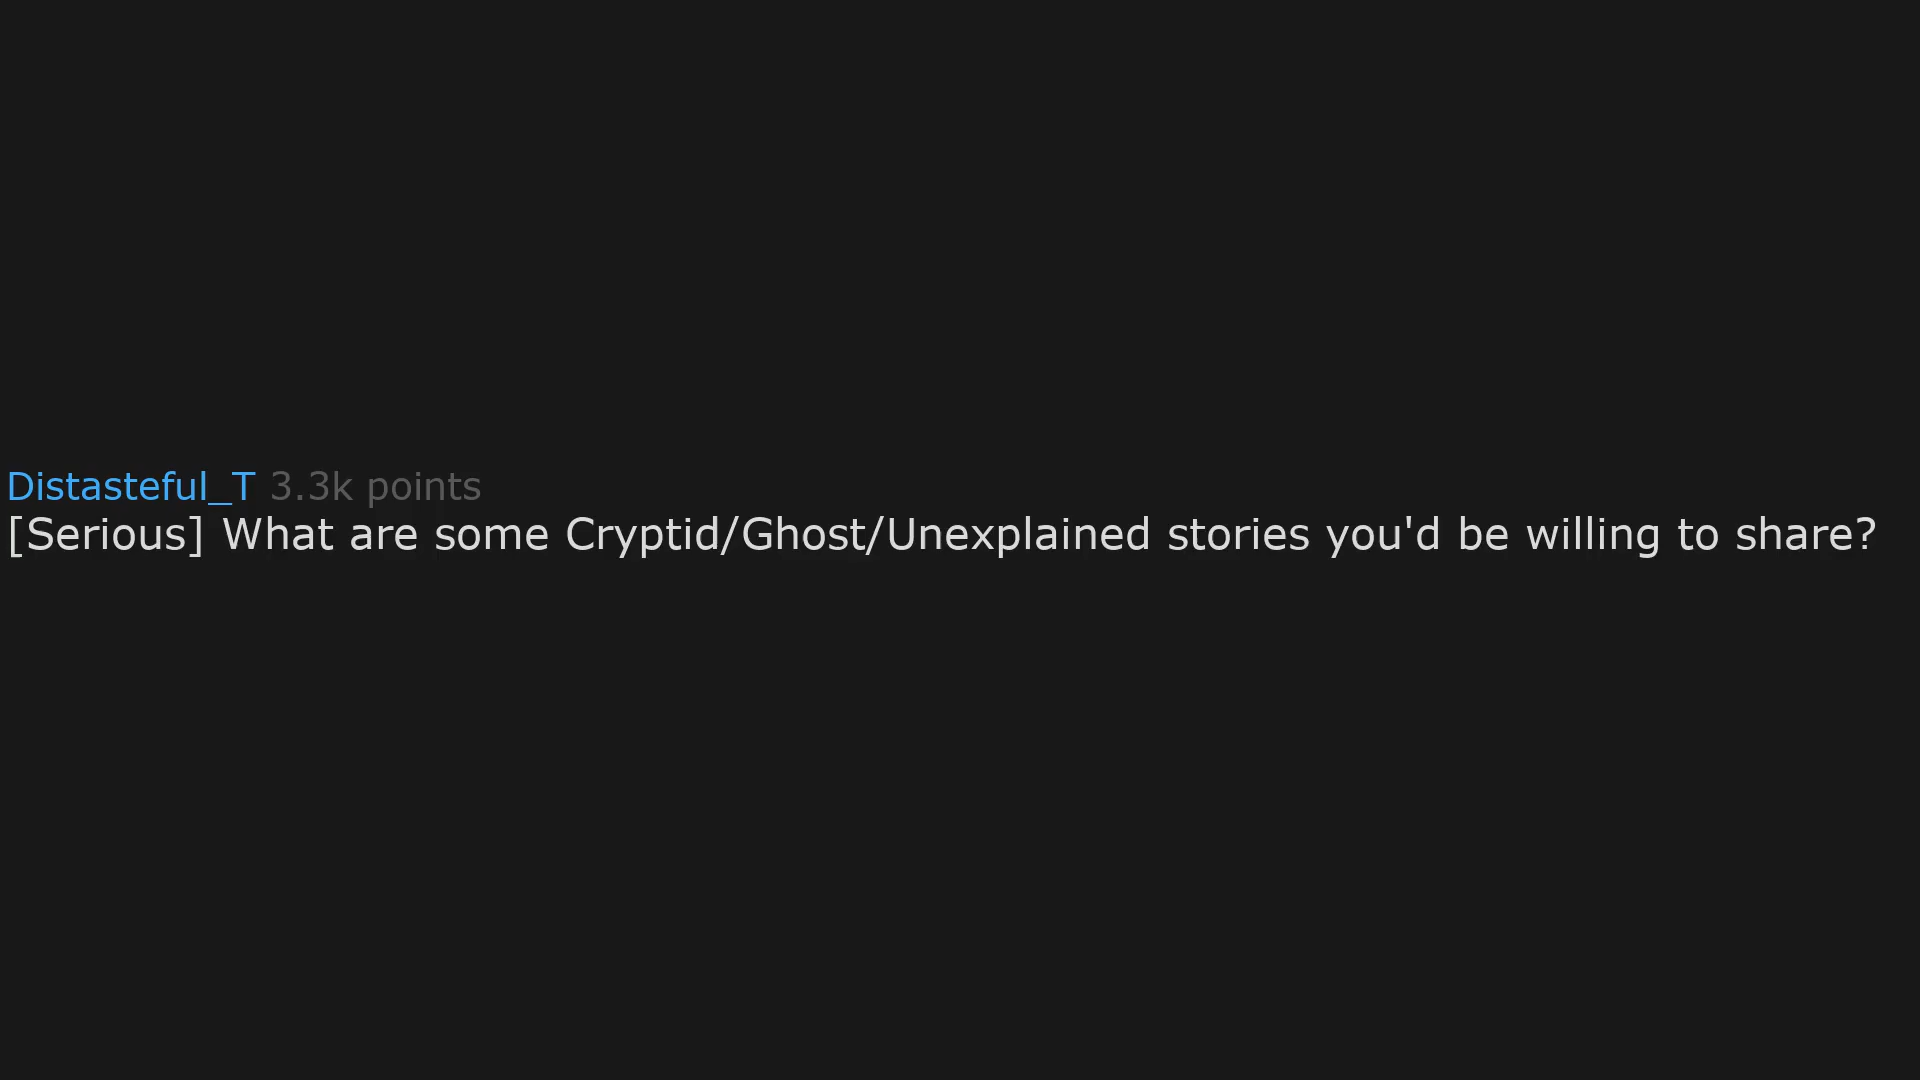 Distasteful_T 3.3k points
[Serious] What are some Cryptid/Ghost/Unexplained stories you'd be willing to share?